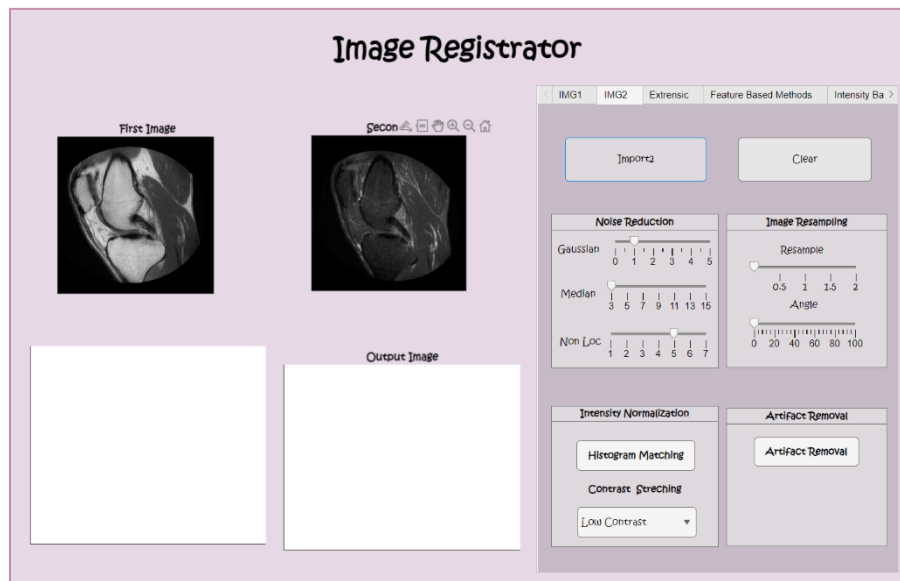 Image Registrator
First Image
Secon
Output Image
IMG1 IMG2 Extrensic Feature Based Methods Intensity Ba
Import2 Clear
Noise Reduction
Gaussian
0 1 2 3 4 5
Median
3 5 7 9 11 13 15
Non Loc
1 2 3 4 5 6 7
Image Resampling
Resample
0.5 1 1.5 2
Angle
0 20 40 60 80 100
Intensity Normalization
Histogram Matching
Contrast Streching
Low Contrast
Artifact Removal
Artifact Removal